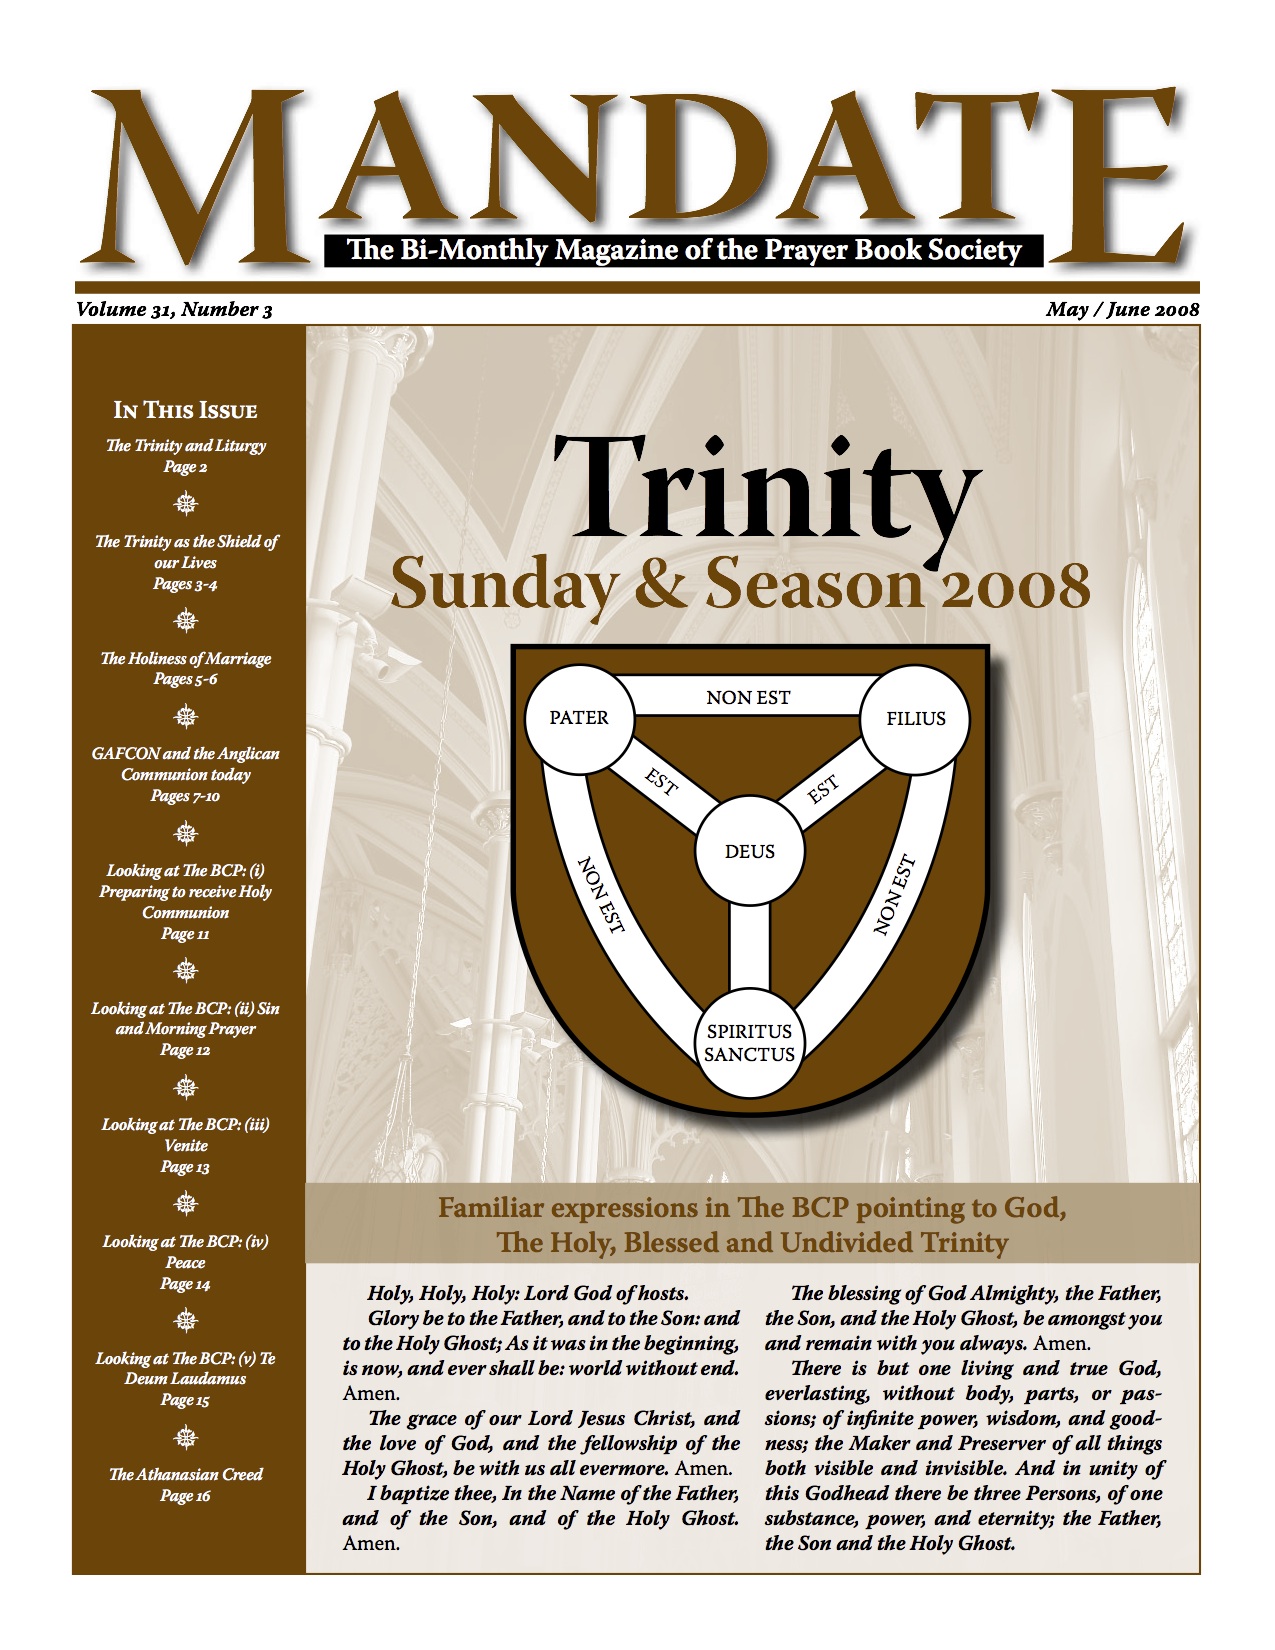 MANDATE
The Bi-Monthly Magazine of the Prayer Book Society
Volume 31, Number 3
May / June 2008
In This Issue
The Trinity and Liturgy
Page 2
The Trinity as the Shield of
our Lives
Pages 3-4
The Holiness of Marriage
Pages 5-6
GAFCON and the Anglican
Communion today
Pages 7-10
Looking at The BCP: (i)
Preparing to receive Holy
Communion
Page 11
Looking at The BCP: (ii) Sin
and Morning Prayer
Page 12
Looking at The BCP: (iii)
Venite
Page 13
Looking at The BCP: (iv)
Peace
Page 14
Looking at The BCP: (v) Te
Deum Laudamus
Page 15
The Athanasian Creed
Page 16
Trinity
Sunday & Season 2008
PATER
NON EST
FILIUS
EST
EST
DEUS
NON EST
NON EST
SPIRITUS
SANCTUS
Familiar expressions in The BCP pointing to God,
The Holy, Blessed and Undivided Trinity
Holy, Holy, Holy: Lord God of hosts.
Glory be to the Father, and to the Son: and
to the Holy Ghost; As it was in the beginning,
is now, and ever shall be: world without end.
Amen.
The grace of our Lord Jesus Christ, and
the love of God, and the fellowship of the
Holy Ghost, be with us all evermore. Amen.
I baptize thee, In the Name of the Father,
and of the Son, and of the Holy Ghost.
Amen.
The blessing of God Almighty, the Father,
the Son, and the Holy Ghost, be amongst you
and remain with you always. Amen.
There is but one living and true God,
everlasting, without body, parts, or pas-
sions; of infinite power, wisdom, and good-
ness; the Maker and Preserver of all things
both visible and invisible. And in unity of
this Godhead there be three Persons, of one
substance, power, and eternity; the Father,
the Son and the Holy Ghost.